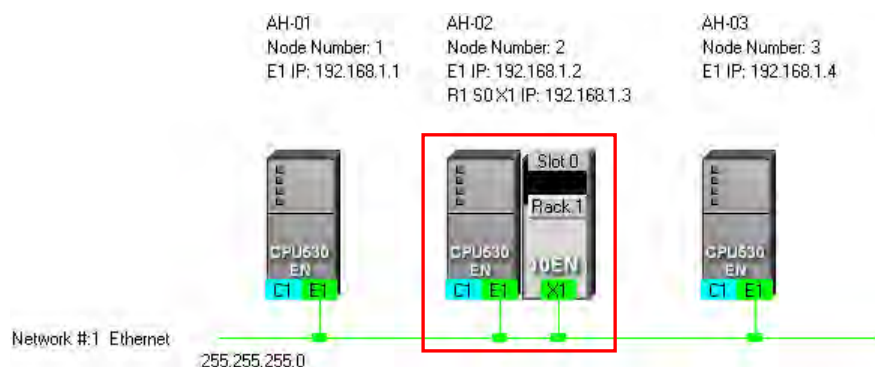 AH-01
Node Number: 1
E1 IP: 192.168.1.1
AH-02
Node Number: 2
E1 IP: 192.168.1.2
R1 S0 X1 IP: 192.168.1.3
AH-03
Node Number: 3
E1 IP: 192.168.1.4
CPU530
EN
C1 E1
CPU530
EN
C1 E1
Slot 0
Rack 1
10EN
X1
CPU530
EN
C1 E1
Network #:1 Ethernet
255.255.255.0